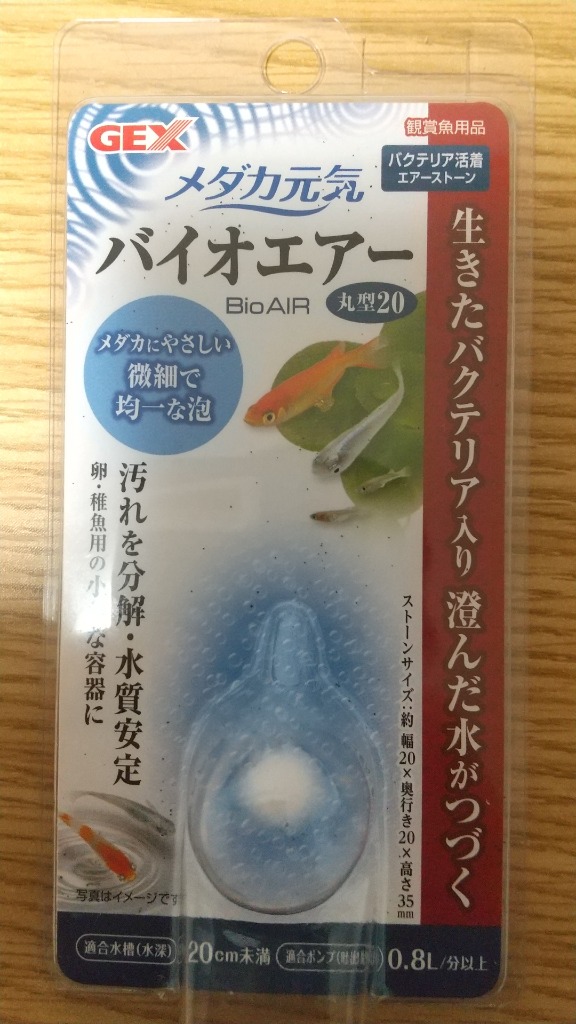 GEX
観賞魚用品
バクテリア活着
エアーストーン
メダカ元気
バイオエアー
BioAIR
丸型20
メダカにやさしい
微細で
均一な泡
生きたバクテリア入り 澄んだ水がつづく
汚れを分解・水質安定
卵・稚魚用の小 な容器に
ストーンサイズ:約 幅20×奥行き20×高さ35mm
写真はイメージです
適合水槽(水深) 20cm未満 適合ポンプ(吐出 ) 0.8L/分以上